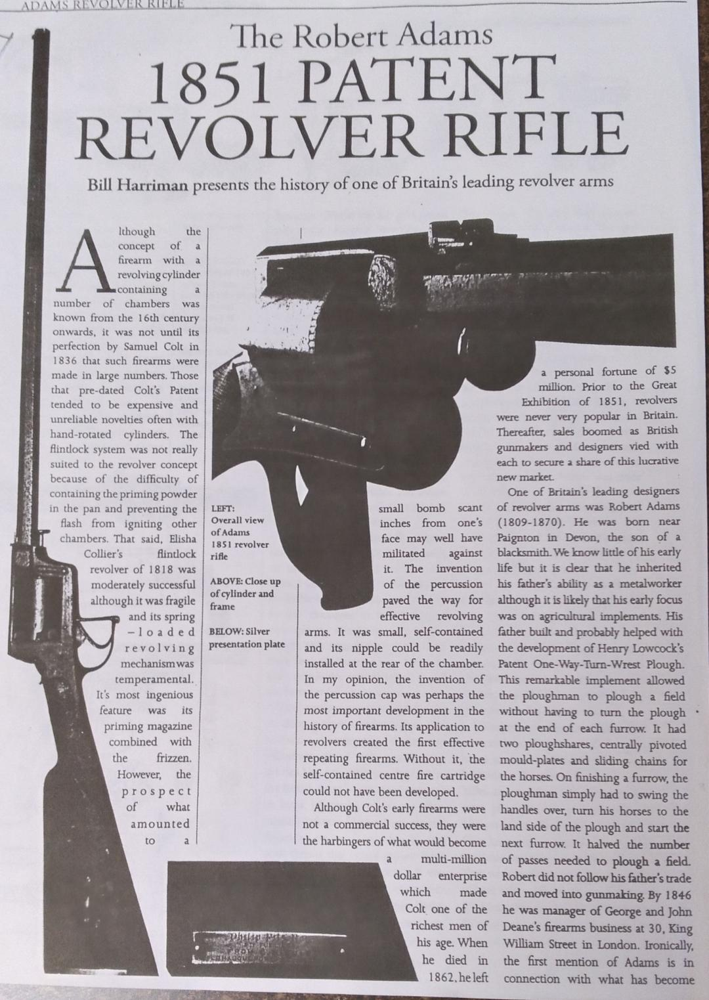 ADAMS REVOLVER RIFLE
The Robert Adams
1851 PATENT
REVOLVER RIFLE
Bill Harriman presents the history of one of Britain's leading revolver arms
Although the
concept of a
firearm with a
revolving cylinder
containing a
number of chambers was
known from the 16th century
onwards, it was not until its
perfection by Samuel Colt in
1836 that such firearms were
made in large numbers. Those
that pre-dated Colt's Patent
tended to be expensive and
unreliable novelties often with
hand-rotated cylinders. The
flintlock system was not really
suited to the revolver concept
because of the difficulty of
containing the priming powder
in the pan and preventing the
flash from igniting other
chambers. That said, Elisha
Collier's flintlock
revolver of 1818 was
moderately successful
although it was fragile
and its spring
–loaded
revolving
mechanism was
temperamental.
It's most ingenious
feature was its
priming magazine
combined with
the frizzen.
However, the
prospect
of what
amounted
to a
LEFT:
Overall view
of Adams
1851 revolver
rifle
ABOVE: Close up
of cylinder and
frame
BELOW: Silver
presentation plate
small bomb scant
inches from one's
face may well have
militated against
it. The invention
of the percussion
paved the way for
effective revolving
arms. It was small, self-contained
and its nipple could be readily
installed at the rear of the chamber.
In my opinion, the invention of
the percussion cap was perhaps the
most important development in the
history of firearms. Its application to
revolvers created the first effective
repeating firearms. Without it, the
self-contained centre fire cartridge
could not have been developed.
Although Colt's early firearms were
not a commercial success, they were
the harbingers of what would become
a multi-million
dollar enterprise
which made
Colt one of the
richest men of
his age. When
he died in
1862, he left
a personal fortune of $5
million. Prior to the Great
Exhibition of 1851, revolvers
were never very popular in Britain.
Thereafter, sales boomed as British
gunmakers and designers vied with
each to secure a share of this lucrative
new market.
One of Britain's leading designers
of revolver arms was Robert Adams
(1809-1870). He was born near
Paignton in Devon, the son of a
blacksmith. We know little of his early
life but it is clear that he inherited
his father's ability as a metalworker
although it is likely that his early focus
was on agricultural implements. His
father built and probably helped with
the development of Henry Lowcock's
Patent One-Way-Turn-Wrest Plough.
This remarkable implement allowed
the ploughman to plough a field
without having to turn the plough
at the end of each furrow. It had
two ploughshares, centrally pivoted
mould-plates and sliding chains for
the horses. On finishing a furrow, the
ploughman simply had to swing the
handles over, turn his horses to the
land side of the plough and start the
next furrow. It halved the number
of passes needed to plough a field.
Robert did not follow his father's trade
and moved into gunmaking. By 1846
he was manager of George and John
Deane's firearms business at 30, King
William Street in London. Ironically,
the first mention of Adams is in
connection with what has become